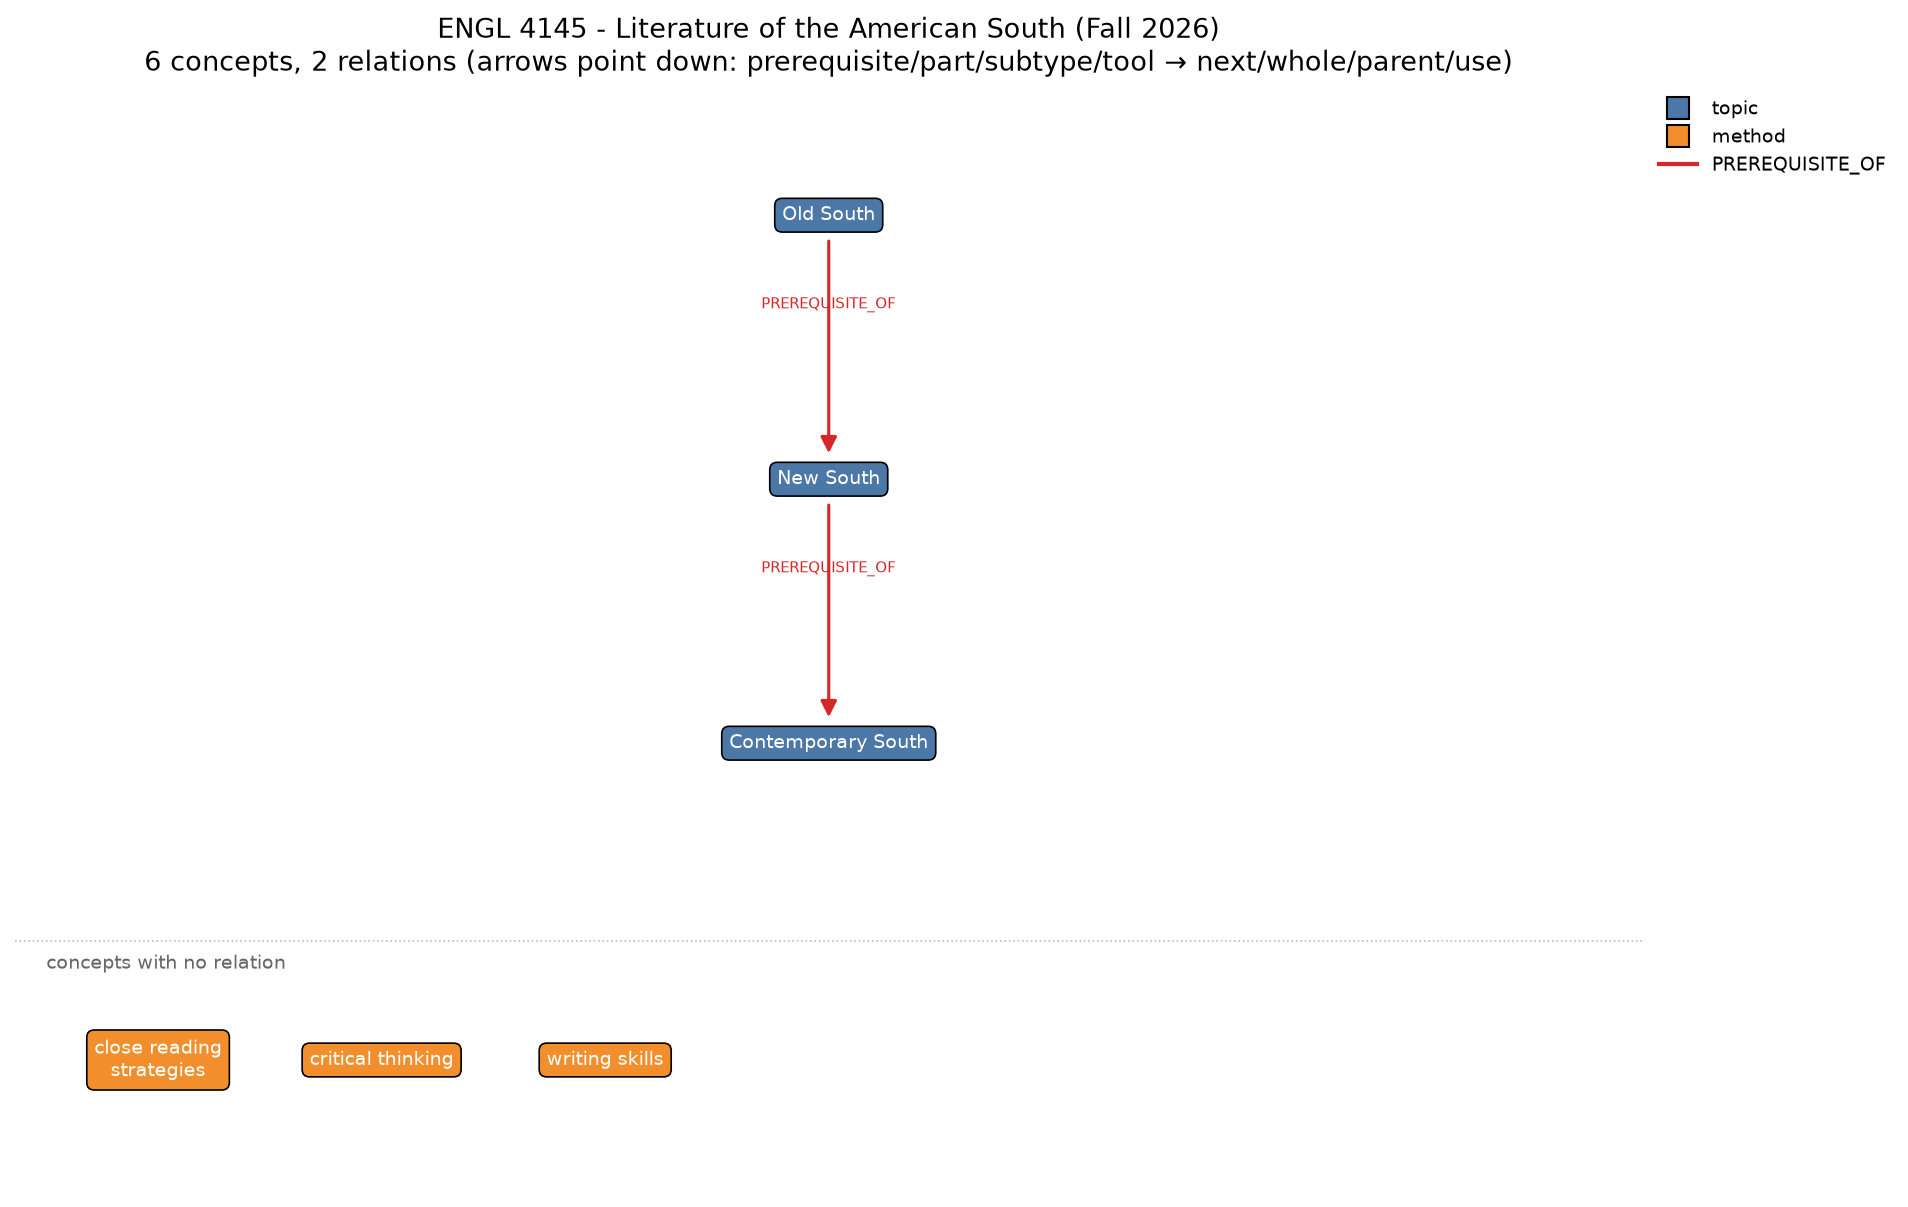 ENGL 4145 - Literature of the American South (Fall 2026)
6 concepts, 2 relations (arrows point down: prerequisite/part/subtype/tool → next/whole/parent/use)
topic
method
PREREQUISITE_OF
Old South
PREREQUISITE_OF
New South
PREREQUISITE_OF
Contemporary South
concepts with no relation
close reading
strategies
critical thinking
writing skills